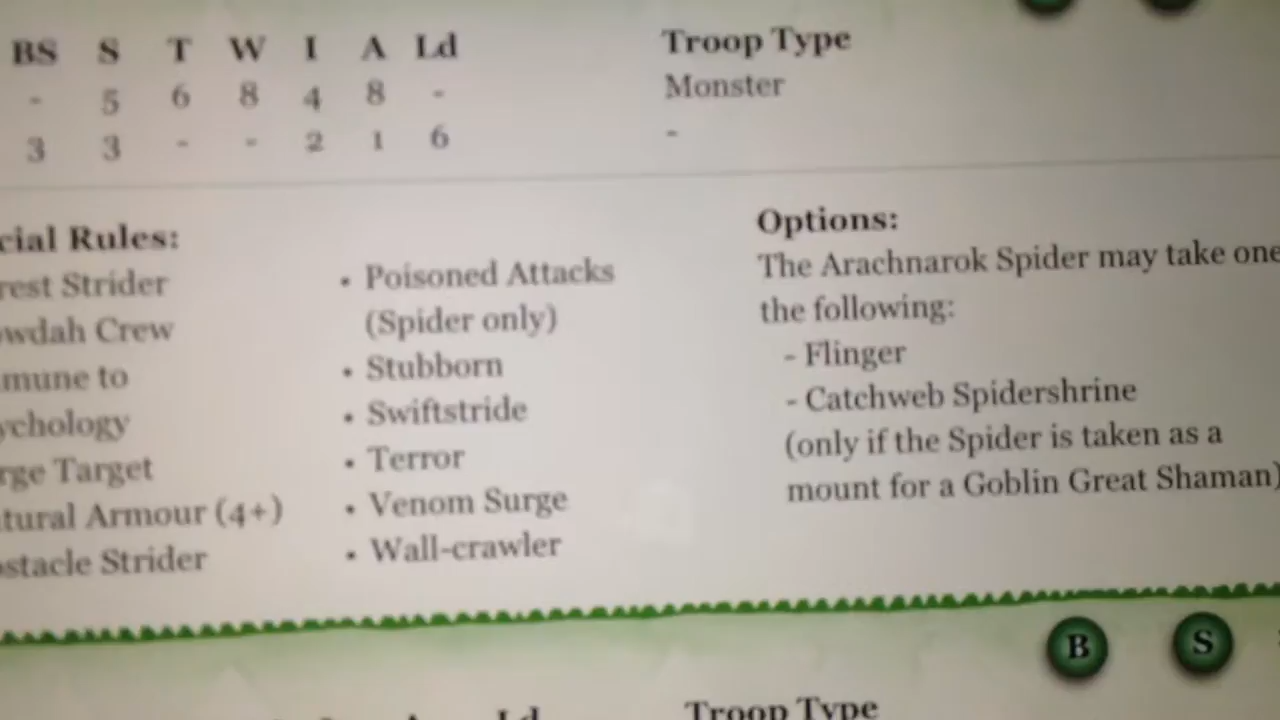 BS S T W I A Ld Troop Type
- 5 6 8 4 8 - Monster
3 3 - - 2 1 6 -
cial Rules:
rest Strider
wdah Crew
mune to
ychology
rge Target
tural Armour (4+)
stacle Strider
• Poisoned Attacks
(Spider only)
• Stubborn
• Swiftstride
• Terror
• Venom Surge
• Wall-crawler
Options:
The Arachnarok Spider may take one
the following:
- Flinger
- Catchweb Spidershrine
(only if the Spider is taken as a
mount for a Goblin Great Shaman)
B S
Ld Troop Type